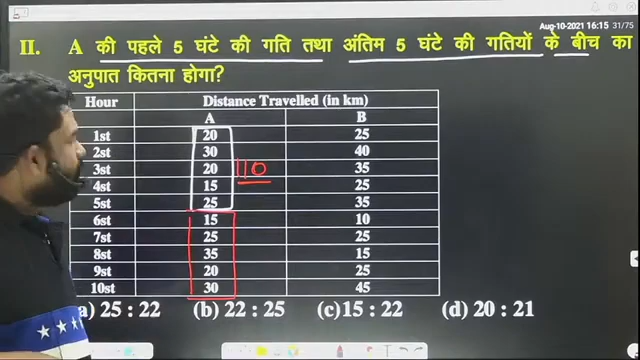 Aug-10-2021 16:15 31/75
II. A की पहले 5 घंटे की गति तथा अंतिम 5 घंटे की गतियों के बीच का
अनुपात कितना होगा?
Hour Distance Travelled (in km)
A B
1st 20 25
2st 30 40
3st 20 35
4st 15 25
5st 25 35
6st 15 10
7st 25 25
8st 35 15
9st 20 25
10st 30 45
110
a) 25 : 22 (b) 22 : 25 (c)15 : 22 (d) 20 : 21